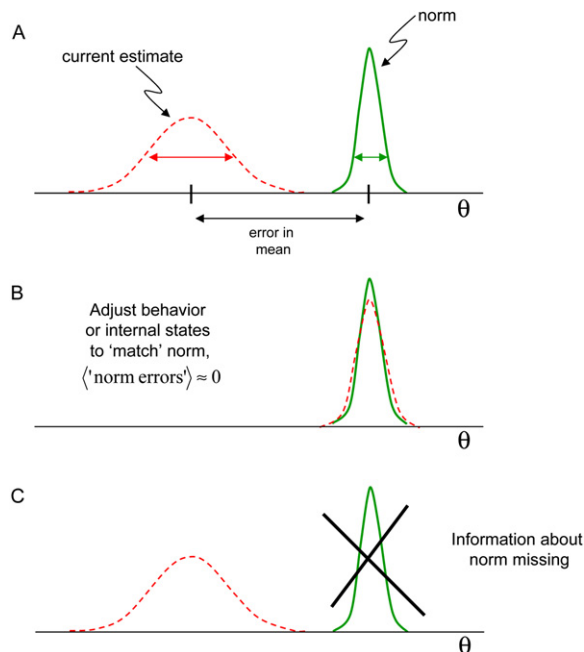 A
norm
current estimate
θ
error in
mean
B
Adjust behavior
or internal states
to ‘match’ norm,
⟨'norm errors'⟩ ≈ 0
θ
C
Information about
norm missing
θ